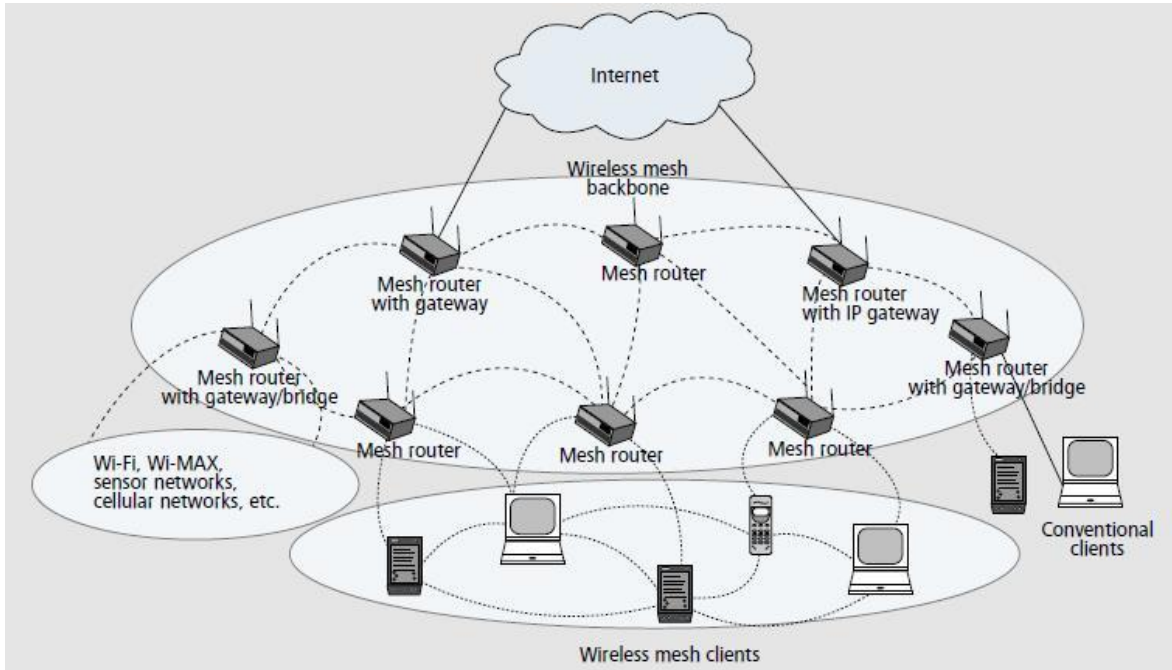 Internet
Wireless mesh
backbone
Mesh router
with gateway
Mesh router
Mesh router
with IP gateway
Mesh router
with gateway/bridge
Mesh router
with gateway/bridge
Mesh router
Mesh router
Mesh router
Wi-Fi, Wi-MAX,
sensor networks,
cellular networks, etc.
Conventional
clients
Wireless mesh clients